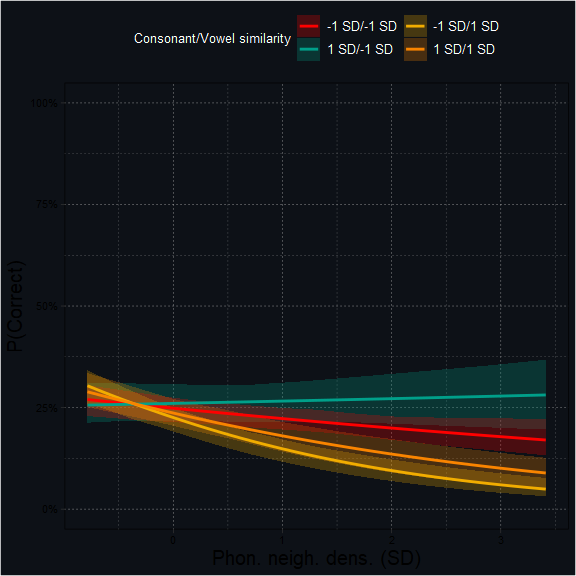 Consonant/Vowel similarity
-1 SD/-1 SD
-1 SD/1 SD
1 SD/-1 SD
1 SD/1 SD
100%
75%
50%
25%
0%
P(Correct)
0 1 2 3
Phon. neigh. dens. (SD)